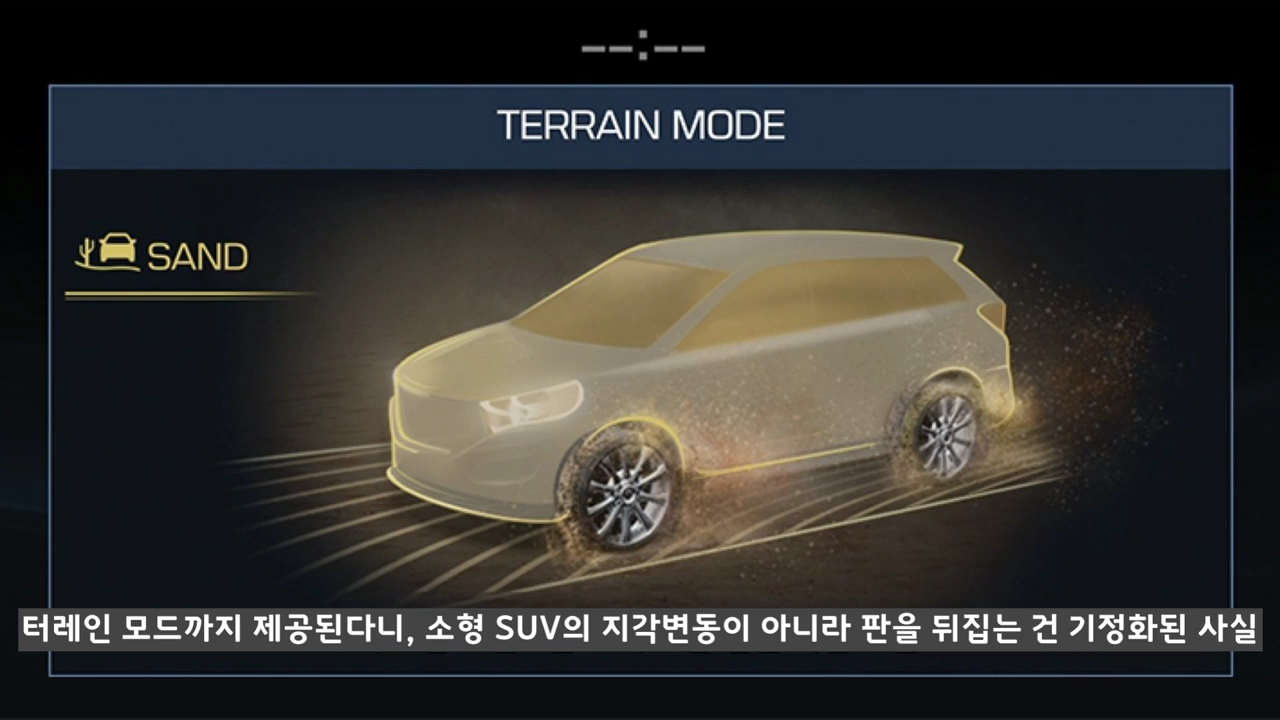 --:--
TERRAIN MODE
SAND
터레인 모드까지 제공된다니, 소형 SUV의 지각변동이 아니라 판을 뒤집는 건 기정화된 사실